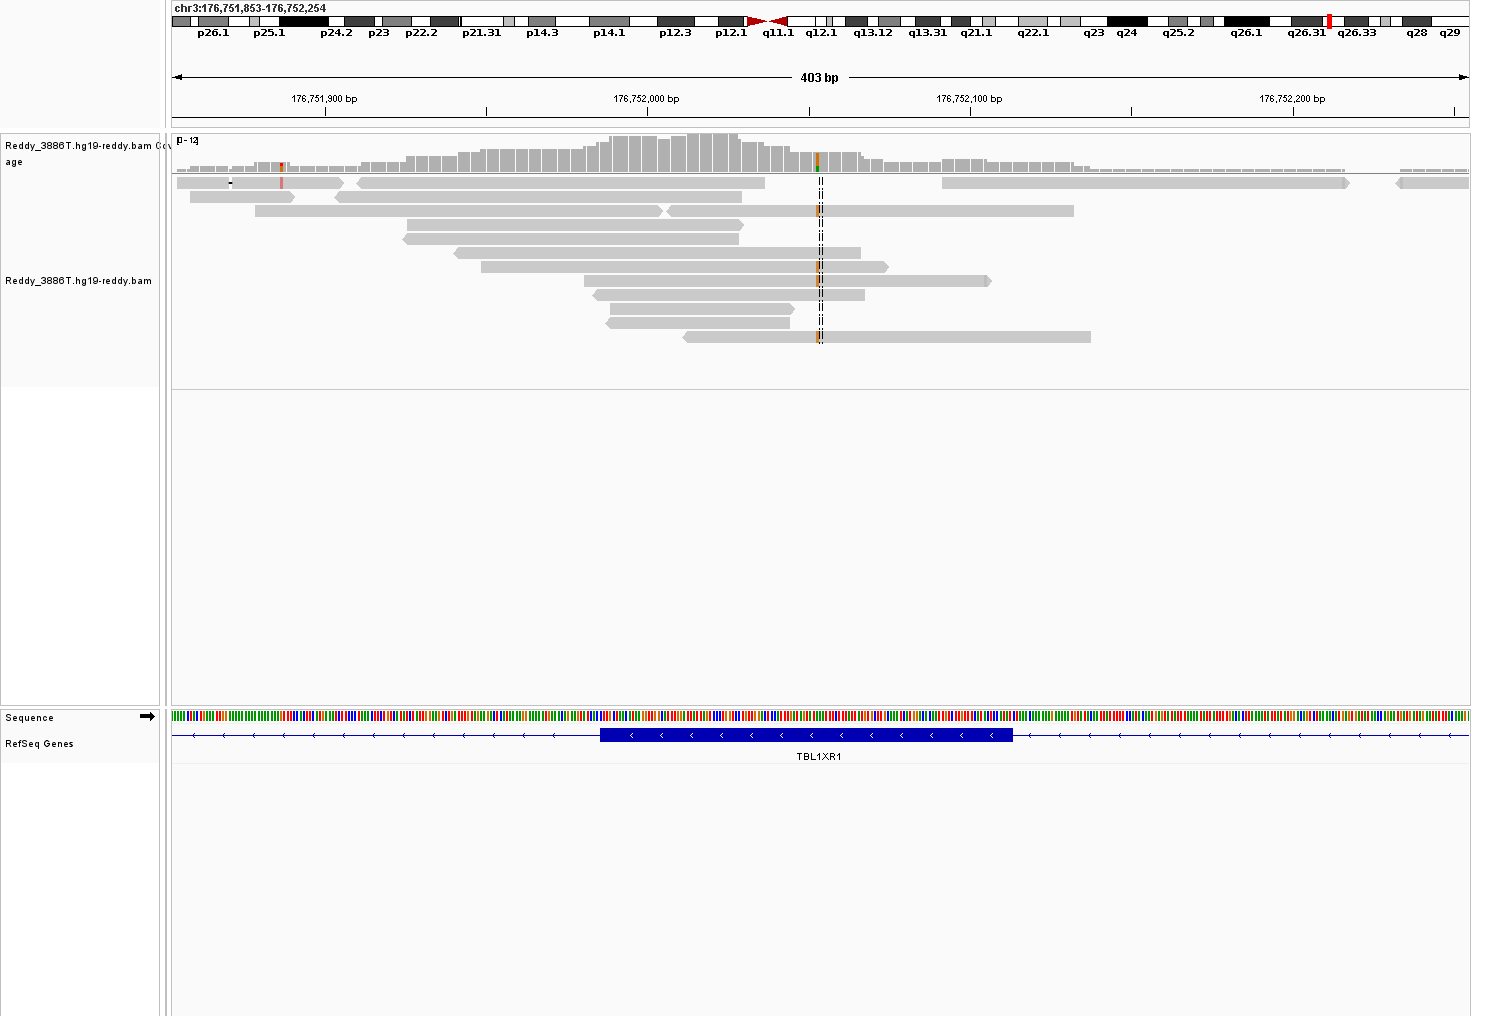 chr3:176,751,853-176,752,254
p26.1 p25.1 p24.2 p23 p22.2 p21.31 p14.3 p14.1 p12.3 p12.1 q11.1 q12.1 q13.12 q13.31 q21.1 q22.1 q23 q24 q25.2 q26.1 q26.31 q26.33 q28 q29
403 bp
176,751,900 bp 176,752,000 bp 176,752,100 bp 176,752,200 bp
[0 - 12]
Reddy_3886T.hg19-reddy.bam Cov
age
Reddy_3886T.hg19-reddy.bam
Sequence
RefSeq Genes
TBL1XR1